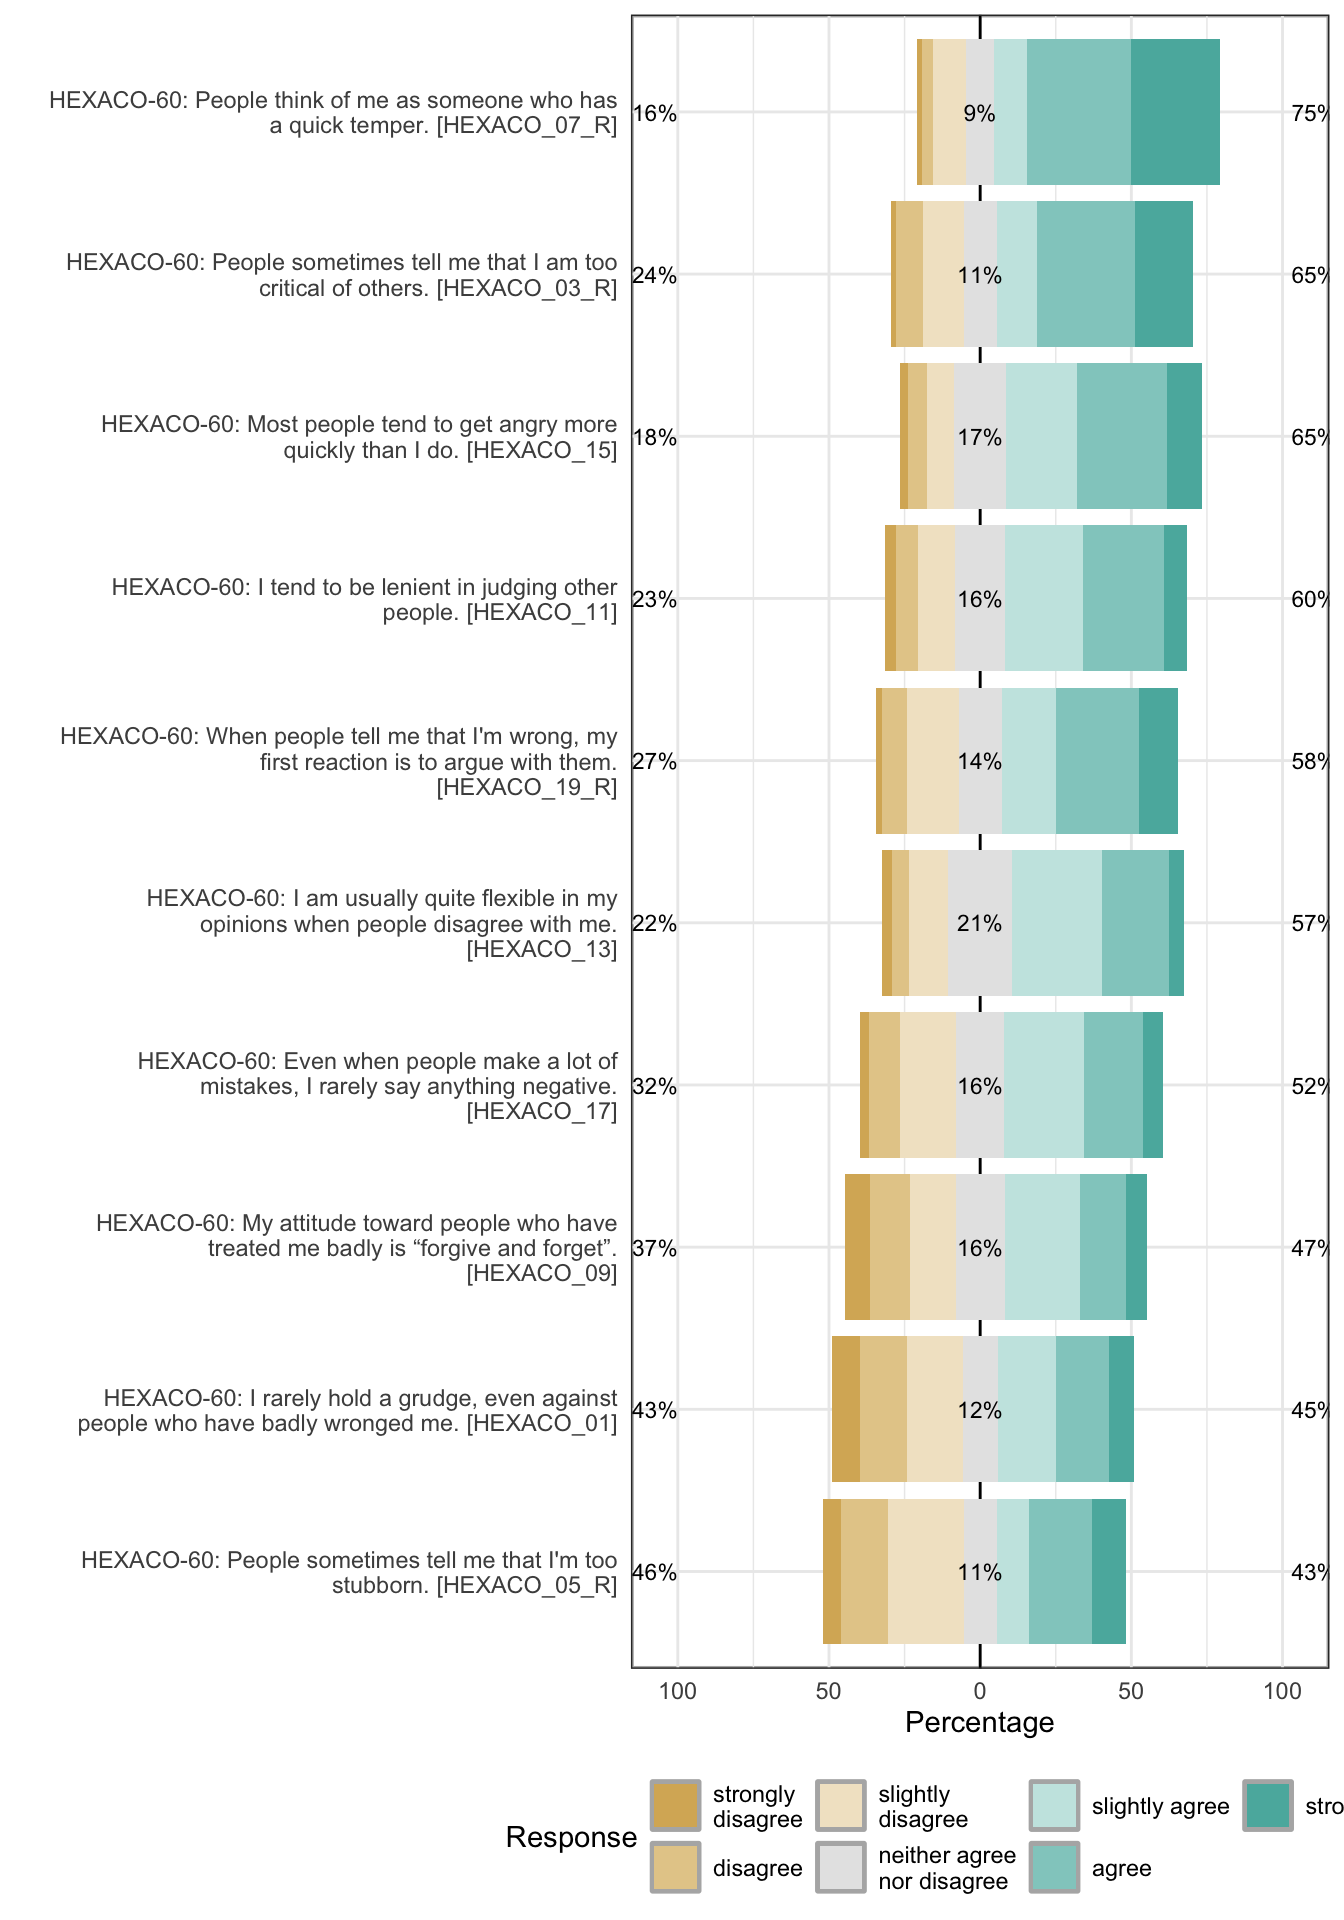 HEXACO-60: People think of me as someone who has
a quick temper. [HEXACO_07_R]
16%
9%
75%
HEXACO-60: People sometimes tell me that I am too
critical of others. [HEXACO_03_R]
24%
11%
65%
HEXACO-60: Most people tend to get angry more
quickly than I do. [HEXACO_15]
18%
17%
65%
HEXACO-60: I tend to be lenient in judging other
people. [HEXACO_11]
23%
16%
60%
HEXACO-60: When people tell me that I'm wrong, my
first reaction is to argue with them.
[HEXACO_19_R]
27%
14%
58%
HEXACO-60: I am usually quite flexible in my
opinions when people disagree with me.
[HEXACO_13]
22%
21%
57%
HEXACO-60: Even when people make a lot of
mistakes, I rarely say anything negative.
[HEXACO_17]
32%
16%
52%
HEXACO-60: My attitude toward people who have
treated me badly is “forgive and forget”.
[HEXACO_09]
37%
16%
47%
HEXACO-60: I rarely hold a grudge, even against
people who have badly wronged me. [HEXACO_01]
43%
12%
45%
HEXACO-60: People sometimes tell me that I'm too
stubborn. [HEXACO_05_R]
46%
11%
43%
100 50 0 50 100
Percentage
Response
strongly
disagree
disagree
slightly
disagree
neither agree
nor disagree
slightly agree
agree
stro